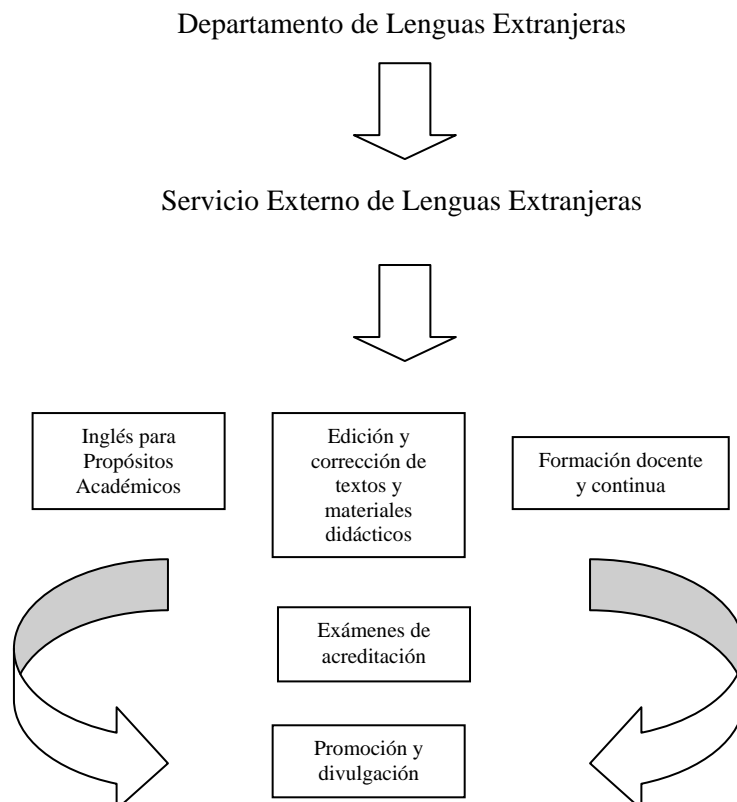 Departamento de Lenguas Extranjeras
Servicio Externo de Lenguas Extranjeras
Inglés para
Propósitos
Académicos
Edición y
corrección de
textos y
materiales
didácticos
Formación docente
y continua
Exámenes de
acreditación
Promoción y
divulgación